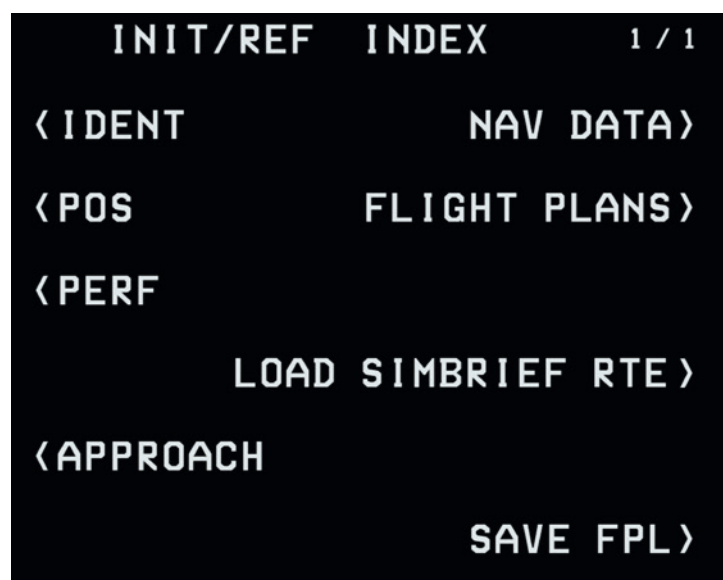 INIT/REF INDEX 1/1
<IDENT NAV DATA>
<POS FLIGHT PLANS>
<PERF
LOAD SIMBRIEF RTE>
<APPROACH
SAVE FPL>